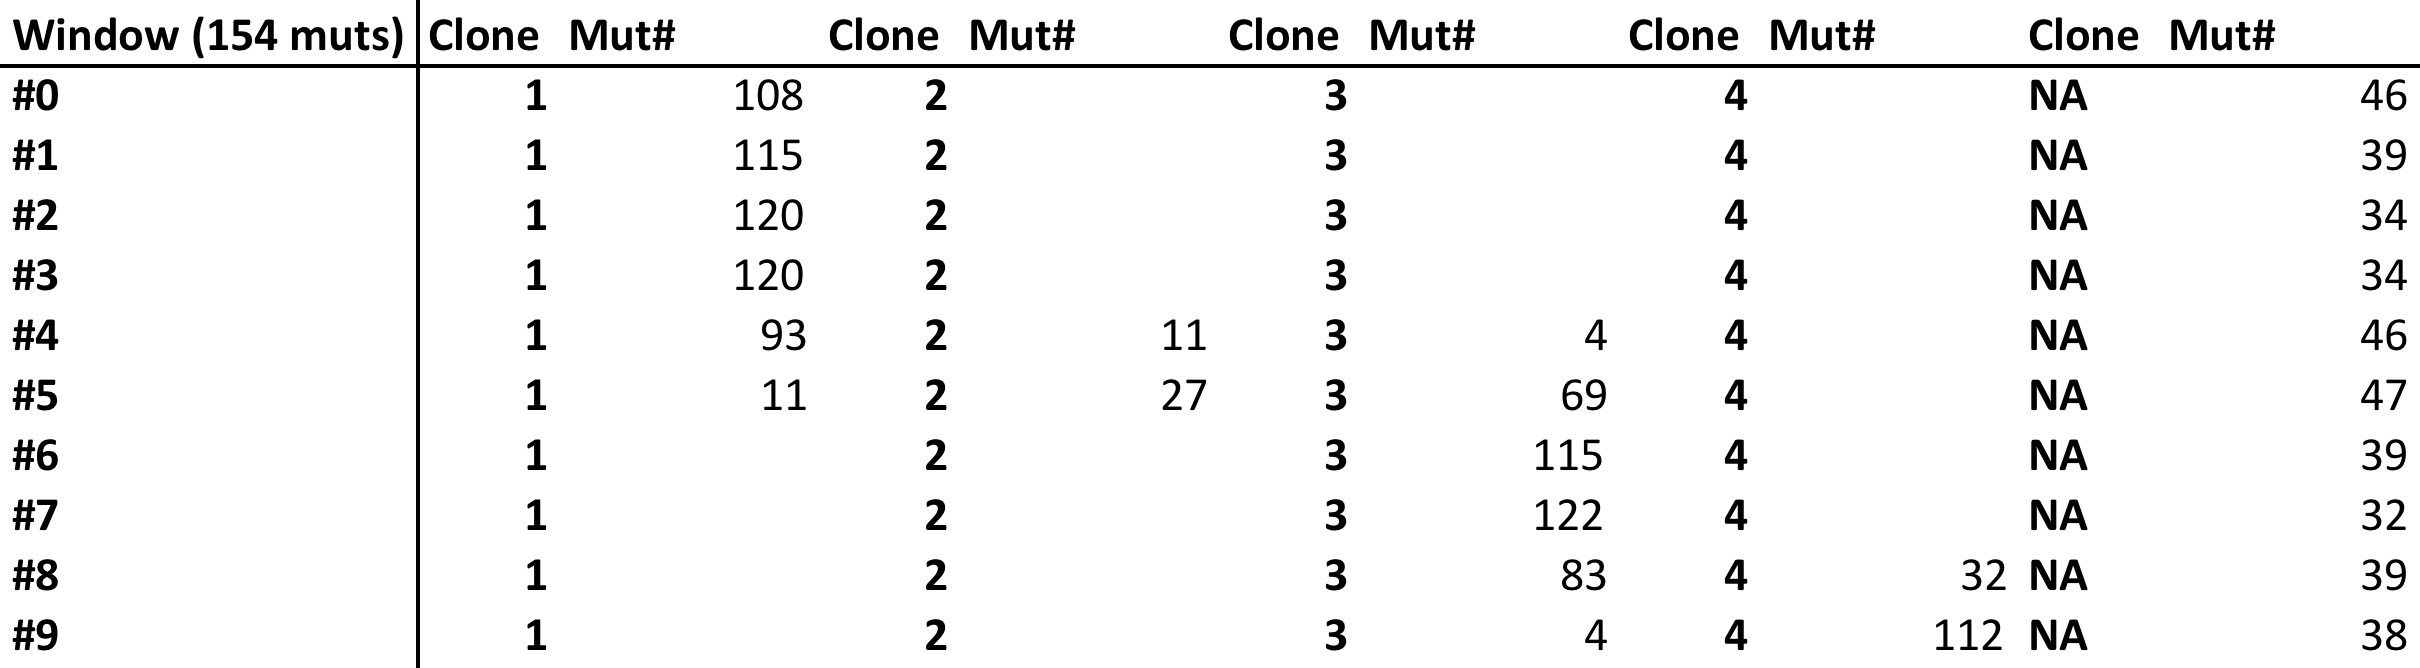 Window (154 muts) Clone Mut# Clone Mut# Clone Mut# Clone Mut# Clone Mut#
#0 1 108 2 3 4 NA 46
#1 1 115 2 3 4 NA 39
#2 1 120 2 3 4 NA 34
#3 1 120 2 3 4 NA 34
#4 1 93 2 11 3 4 4 NA 46
#5 1 11 2 27 3 69 4 NA 47
#6 1 2 3 115 4 NA 39
#7 1 2 3 122 4 NA 32
#8 1 2 3 83 4 32 NA 39
#9 1 2 3 4 4 112 NA 38